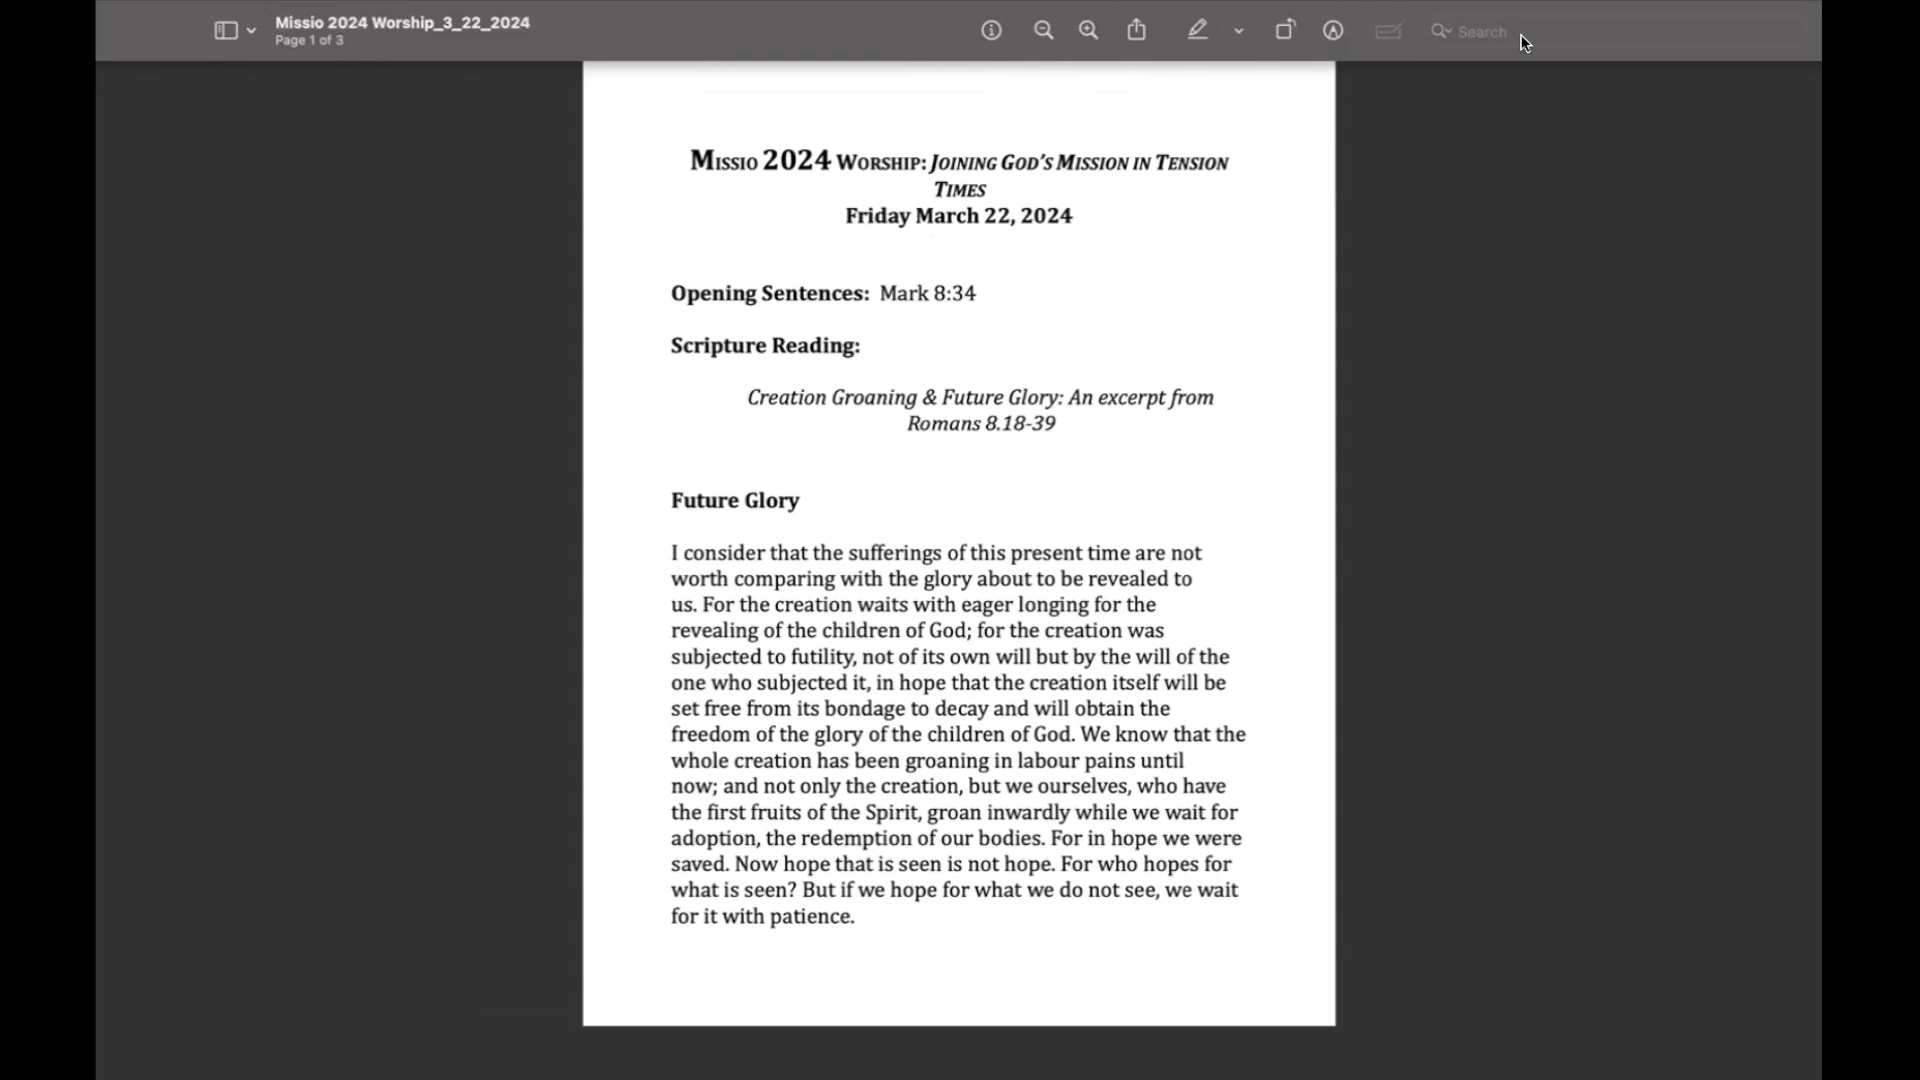 Missio 2024 Worship_3_22_2024
Page 1 of 3
Search
Missio 2024 Worship: Joining God's Mission in Tension
Times
Friday March 22, 2024
Opening Sentences: Mark 8:34
Scripture Reading:
Creation Groaning & Future Glory: An excerpt from
Romans 8.18-39
Future Glory
I consider that the sufferings of this present time are not
worth comparing with the glory about to be revealed to
us. For the creation waits with eager longing for the
revealing of the children of God; for the creation was
subjected to futility, not of its own will but by the will of the
one who subjected it, in hope that the creation itself will be
set free from its bondage to decay and will obtain the
freedom of the glory of the children of God. We know that the
whole creation has been groaning in labour pains until
now; and not only the creation, but we ourselves, who have
the first fruits of the Spirit, groan inwardly while we wait for
adoption, the redemption of our bodies. For in hope we were
saved. Now hope that is seen is not hope. For who hopes for
what is seen? But if we hope for what we do not see, we wait
for it with patience.